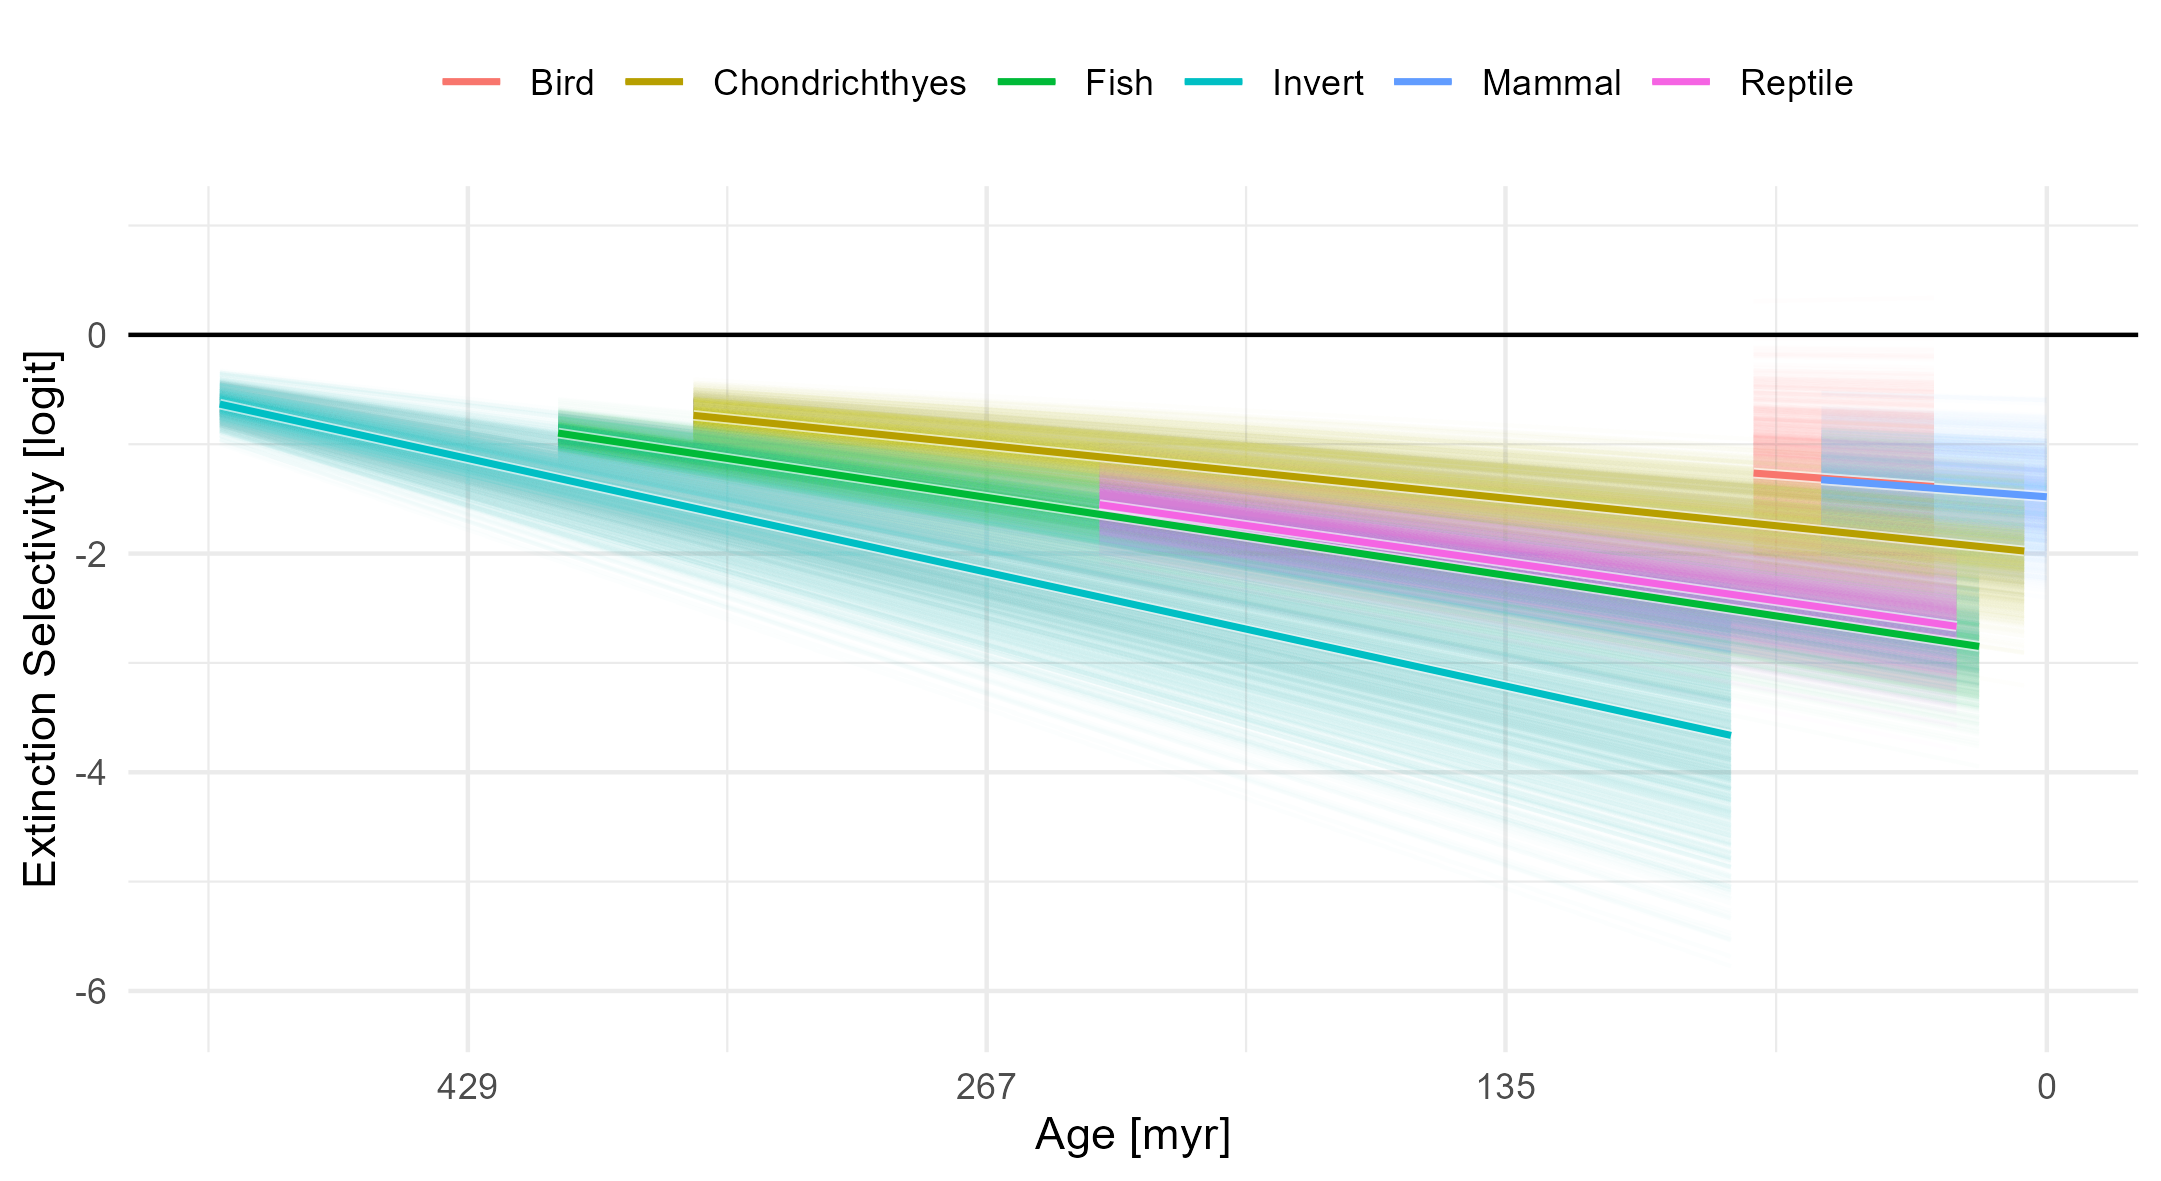 Bird Chondrichthyes Fish Invert Mammal Reptile
Extinction Selectivity [logit]
0
-2
-4
-6
429 267 135 0
Age [myr]